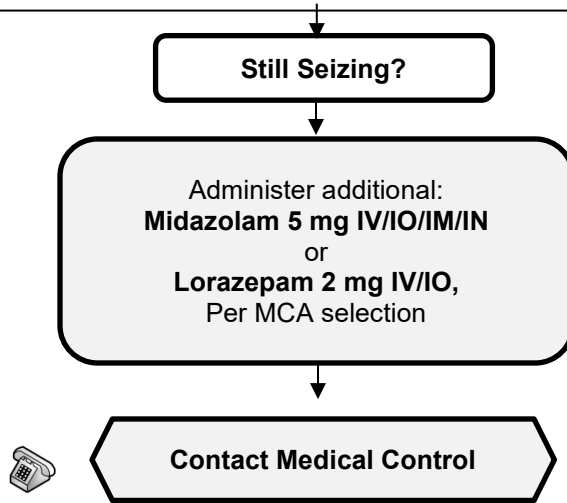 Still Seizing?
Administer additional:
Midazolam 5 mg IV/IO/IM/IN
or
Lorazepam 2 mg IV/IO,
Per MCA selection
Contact Medical Control